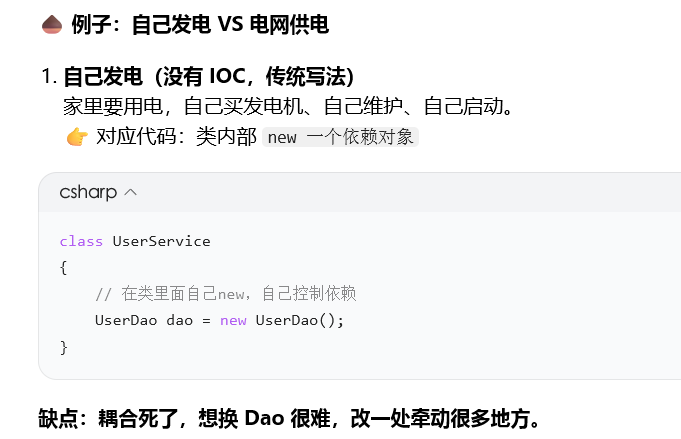 🌰 例子：自己发电 VS 电网供电
1. 自己发电（没有 IOC，传统写法）
家里要用电，自己买发电机、自己维护、自己启动。
👉 对应代码：类内部 new 一个依赖对象
csharp
class UserService
{
    // 在类里面自己new，自己控制依赖
    UserDao dao = new UserDao();
}
缺点：耦合死了，想换 Dao 很难，改一处牵动很多地方。